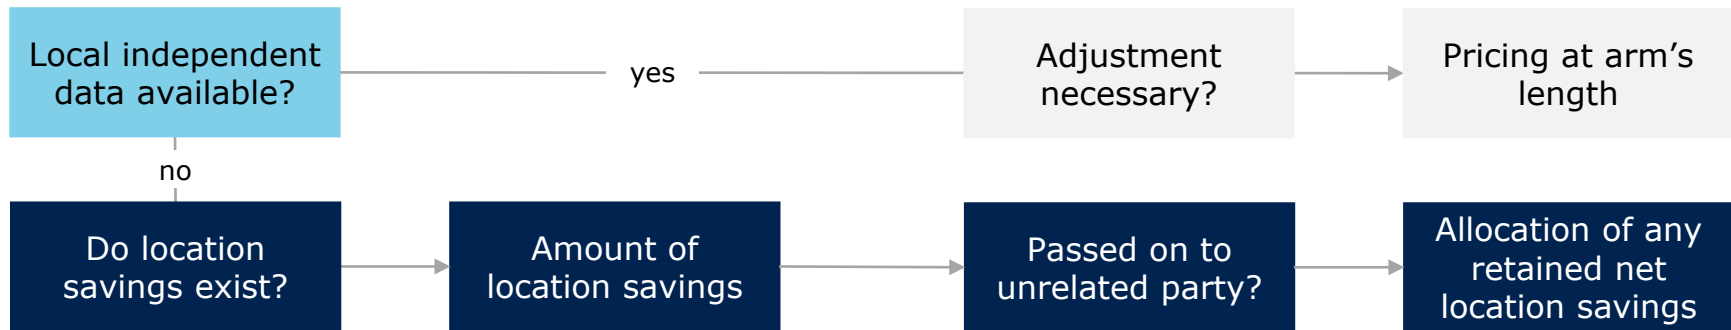 Local independent
data available?
yes
Adjustment
necessary?
Pricing at arm’s
length
no
Do location
savings exist?
Amount of
location savings
Passed on to
unrelated party?
Allocation of any
retained net
location savings